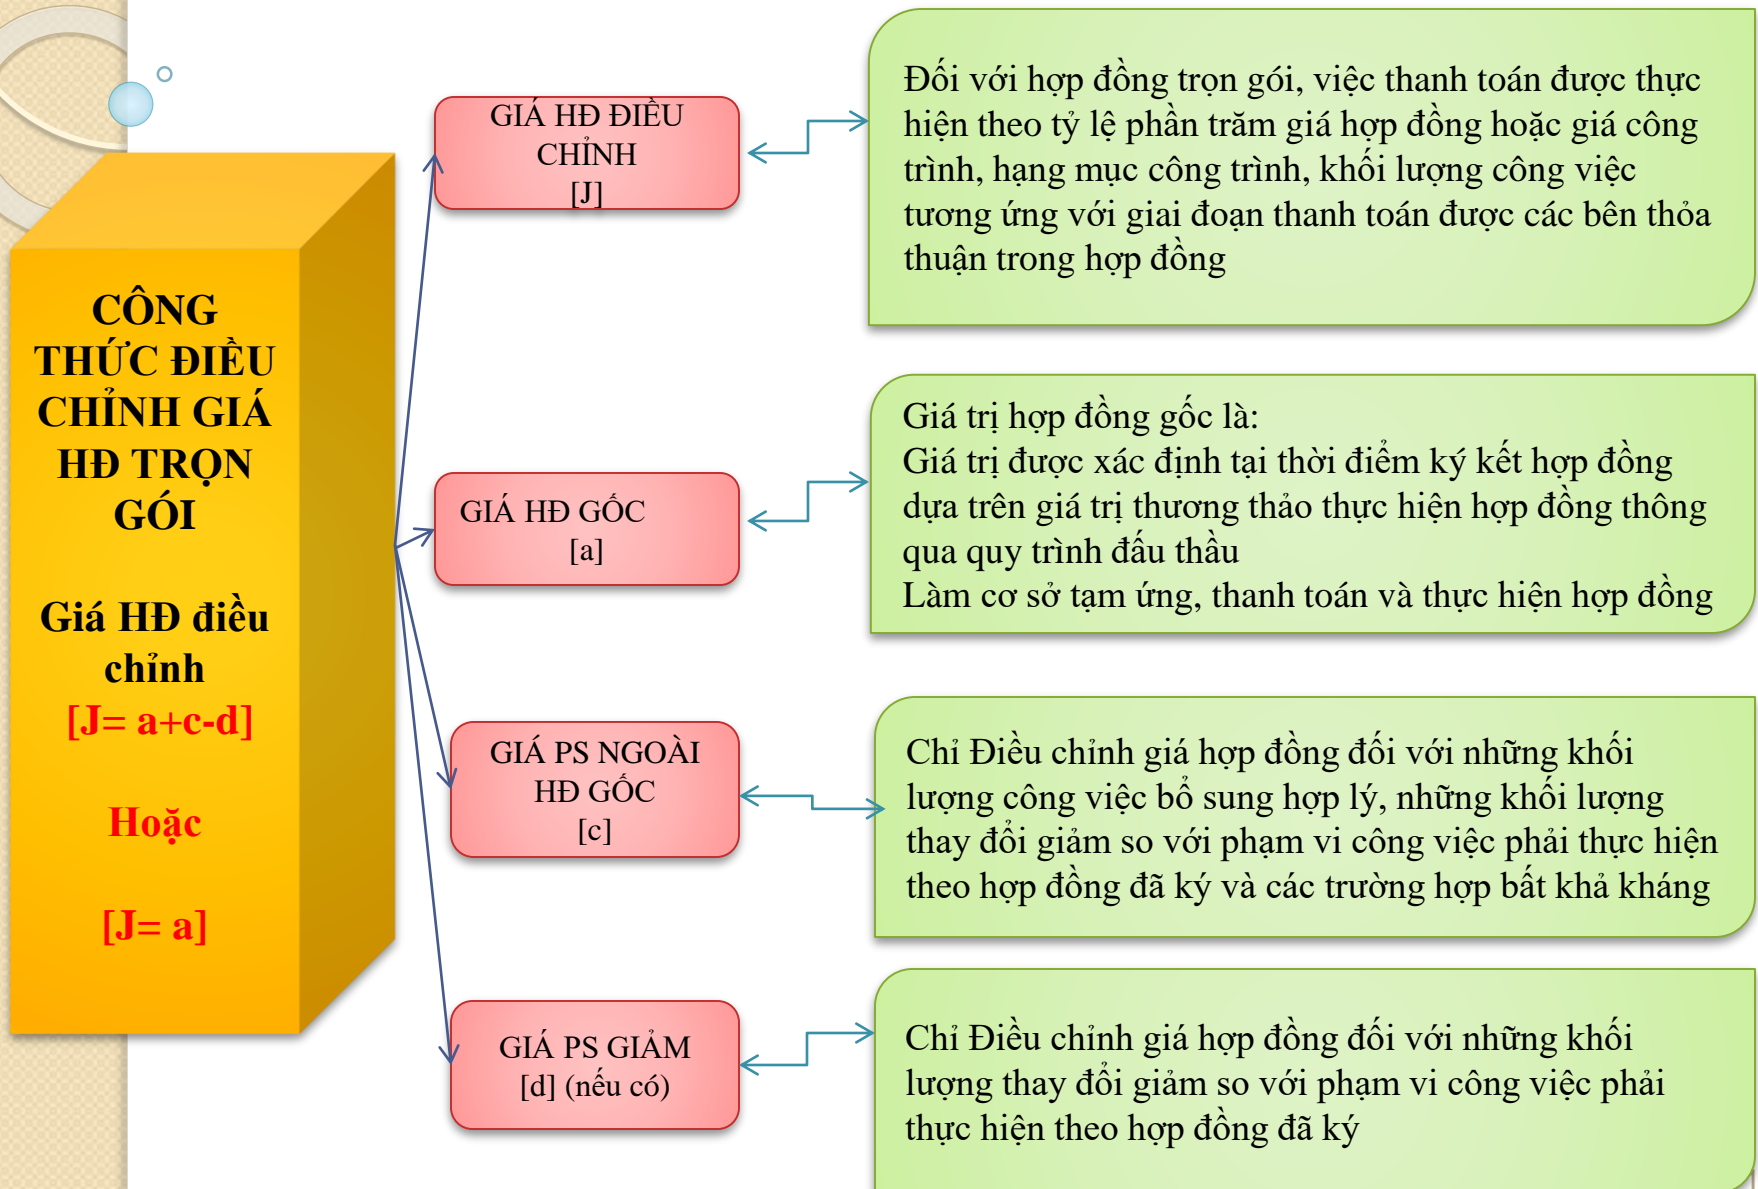 CÔNG
THỨC ĐIỀU
CHỈNH GIÁ
HĐ TRỌN
GÓI
Giá HĐ điều
chỉnh
[J= a+c-d]
Hoặc
[J= a]
GIÁ HĐ ĐIỀU
CHỈNH
[J]
Đối với hợp đồng trọn gói, việc thanh toán được thực
hiện theo tỷ lệ phần trăm giá hợp đồng hoặc giá công
trình, hạng mục công trình, khối lượng công việc
tương ứng với giai đoạn thanh toán được các bên thỏa
thuận trong hợp đồng
GIÁ HĐ GỐC
[a]
Giá trị hợp đồng gốc là:
Giá trị được xác định tại thời điểm ký kết hợp đồng
dựa trên giá trị thương thảo thực hiện hợp đồng thông
qua quy trình đấu thầu
Làm cơ sở tạm ứng, thanh toán và thực hiện hợp đồng
GIÁ PS NGOÀI
HĐ GỐC
[c]
Chỉ Điều chỉnh giá hợp đồng đối với những khối
lượng công việc bổ sung hợp lý, những khối lượng
thay đổi giảm so với phạm vi công việc phải thực hiện
theo hợp đồng đã ký và các trường hợp bất khả kháng
GIÁ PS GIẢM
[d] (nếu có)
Chỉ Điều chỉnh giá hợp đồng đối với những khối
lượng thay đổi giảm so với phạm vi công việc phải
thực hiện theo hợp đồng đã ký